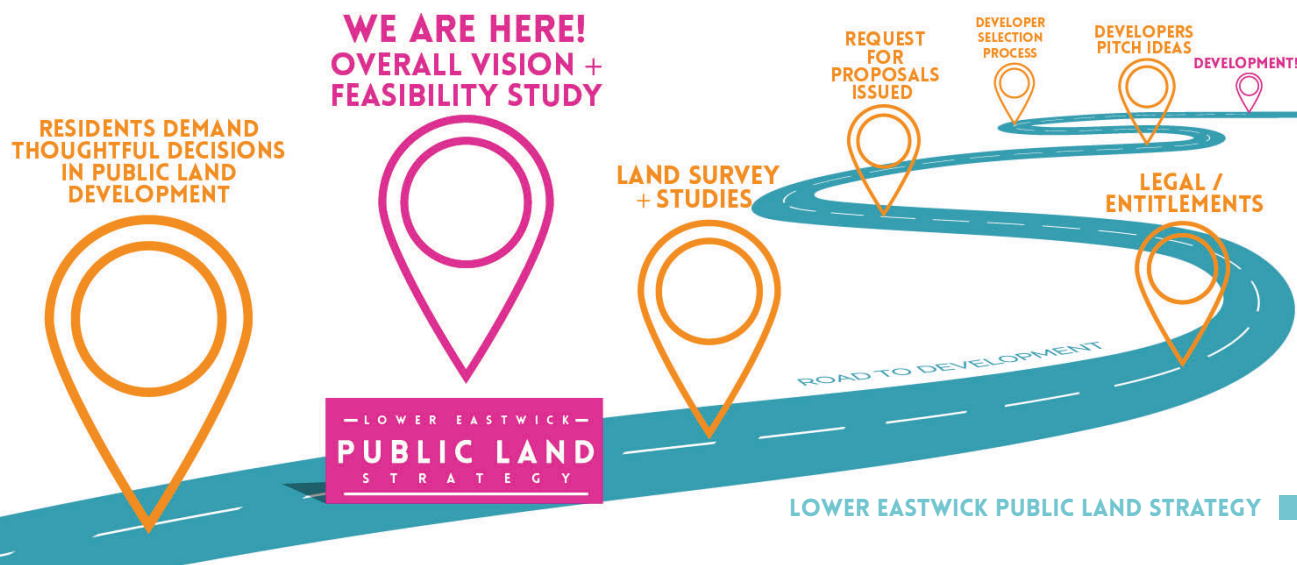 RESIDENTS DEMAND
THOUGHTFUL DECISIONS
IN PUBLIC LAND
DEVELOPMENT
WE ARE HERE!
OVERALL VISION +
FEASIBILITY STUDY
LOWER EASTWICK
PUBLIC LAND
STRATEGY
LAND SURVEY
+ STUDIES
LEGAL /
ENTITLEMENTS
REQUEST
FOR
PROPOSALS
ISSUED
DEVELOPER
SELECTION
PROCESS
DEVELOPERS
PITCH IDEAS
DEVELOPMENT!
ROAD TO DEVELOPMENT
LOWER EASTWICK PUBLIC LAND STRATEGY